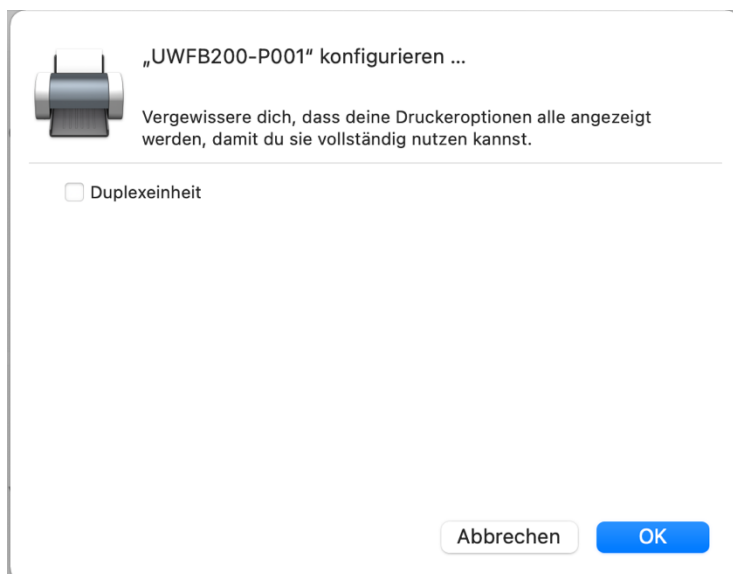 „UWFB200-P001“ konfigurieren ...
Vergewissere dich, dass deine Druckeroptionen alle angezeigt
werden, damit du sie vollständig nutzen kannst.
Duplexeinheit
Abbrechen
OK